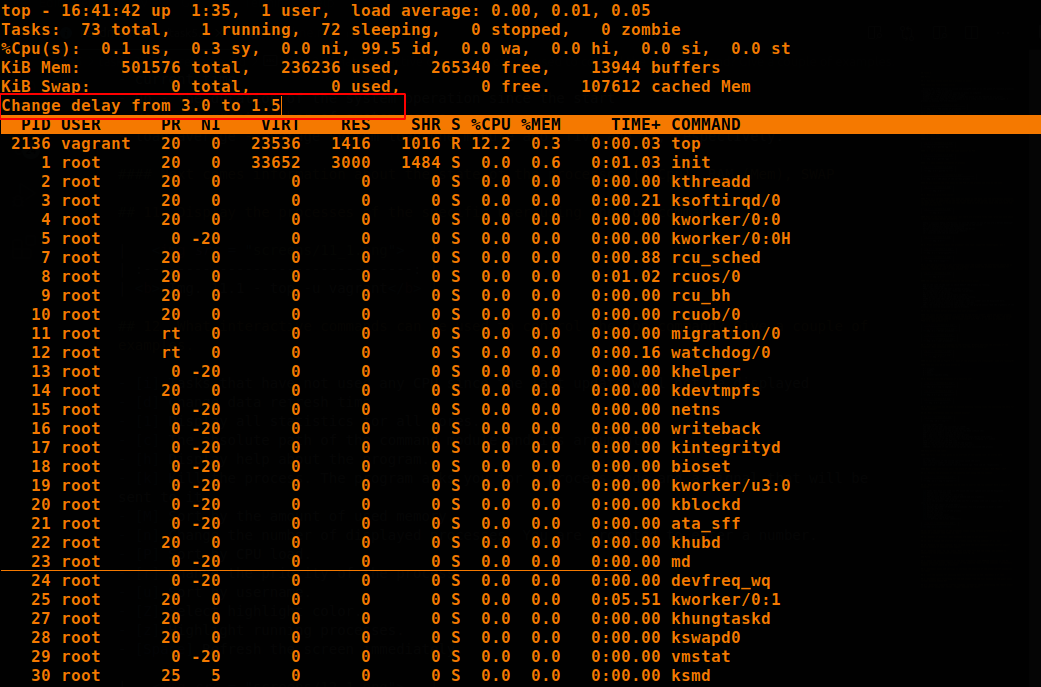 top - 16:41:42 up  1:35,  1 user,  load average: 0.00, 0.01, 0.05
Tasks:  73 total,   1 running,  72 sleeping,   0 stopped,   0 zombie
%Cpu(s):  0.1 us,  0.3 sy,  0.0 ni, 99.5 id,  0.0 wa,  0.0 hi,  0.0 si,  0.0 st
KiB Mem:    501576 total,   236236 used,   265340 free,    13944 buffers
KiB Swap:        0 total,        0 used,        0 free.   107612 cached Mem
Change delay from 3.0 to 1.5
  PID USER      PR  NI    VIRT    RES    SHR S %CPU %MEM     TIME+ COMMAND
 2136 vagrant   20   0   23536   1416   1016 R 12.2  0.3   0:00.03 top
    1 root      20   0   33652   3000   1484 S  0.0  0.6   0:01.03 init
    2 root      20   0       0      0      0 S  0.0  0.0   0:00.00 kthreadd
    3 root      20   0       0      0      0 S  0.0  0.0   0:00.21 ksoftirqd/0
    4 root      20   0       0      0      0 S  0.0  0.0   0:00.00 kworker/0:0
    5 root       0 -20       0      0      0 S  0.0  0.0   0:00.00 kworker/0:0H
    7 root      20   0       0      0      0 S  0.0  0.0   0:00.88 rcu_sched
    8 root      20   0       0      0      0 S  0.0  0.0   0:01.02 rcuos/0
    9 root      20   0       0      0      0 S  0.0  0.0   0:00.00 rcu_bh
   10 root      20   0       0      0      0 S  0.0  0.0   0:00.00 rcuob/0
   11 root      rt   0       0      0      0 S  0.0  0.0   0:00.00 migration/0
   12 root      rt   0       0      0      0 S  0.0  0.0   0:00.16 watchdog/0
   13 root       0 -20       0      0      0 S  0.0  0.0   0:00.00 khelper
   14 root      20   0       0      0      0 S  0.0  0.0   0:00.00 kdevtmpfs
   15 root       0 -20       0      0      0 S  0.0  0.0   0:00.00 netns
   16 root       0 -20       0      0      0 S  0.0  0.0   0:00.00 writeback
   17 root       0 -20       0      0      0 S  0.0  0.0   0:00.00 kintegrityd
   18 root       0 -20       0      0      0 S  0.0  0.0   0:00.00 bioset
   19 root       0 -20       0      0      0 S  0.0  0.0   0:00.00 kworker/u3:0
   20 root       0 -20       0      0      0 S  0.0  0.0   0:00.00 kblockd
   21 root       0 -20       0      0      0 S  0.0  0.0   0:00.00 ata_sff
   22 root      20   0       0      0      0 S  0.0  0.0   0:00.00 khubd
   23 root       0 -20       0      0      0 S  0.0  0.0   0:00.00 md
   24 root       0 -20       0      0      0 S  0.0  0.0   0:00.00 devfreq_wq
   25 root      20   0       0      0      0 S  0.0  0.0   0:05.51 kworker/0:1
   27 root      20   0       0      0      0 S  0.0  0.0   0:00.00 khungtaskd
   28 root      20   0       0      0      0 S  0.0  0.0   0:00.00 kswapd0
   29 root       0 -20       0      0      0 S  0.0  0.0   0:00.00 vmstat
   30 root      25   5       0      0      0 S  0.0  0.0   0:00.00 ksmd